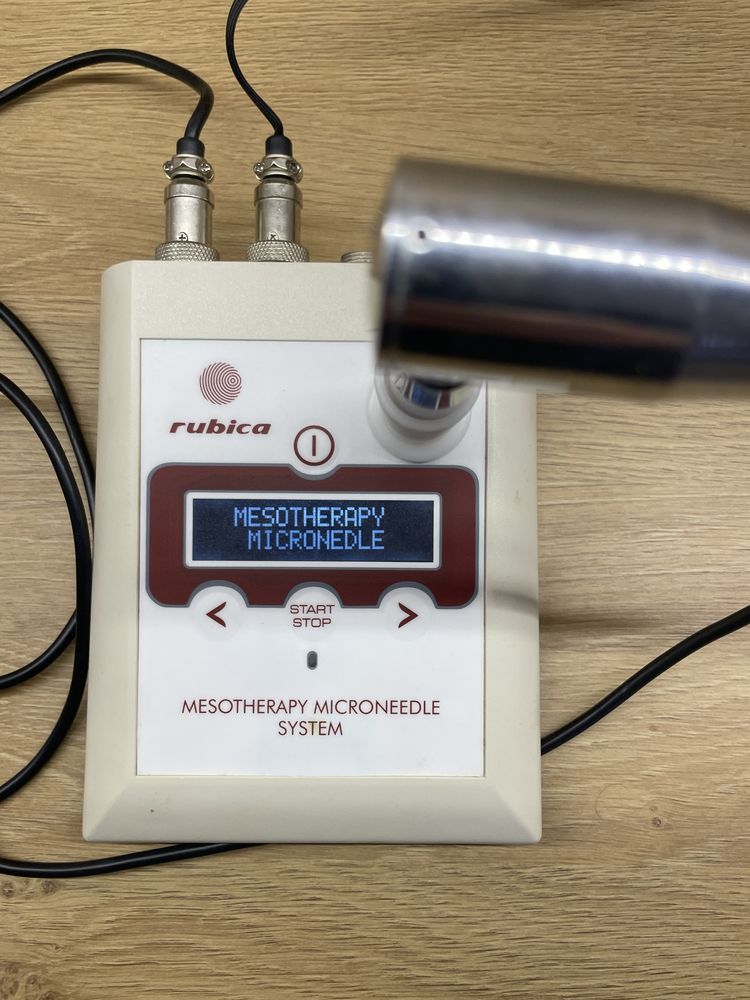 rubica
MESOTHERAPY
MICRONEDLE
<
START
STOP
>
MESOTHERAPY MICRONEEDLE
SYSTEM